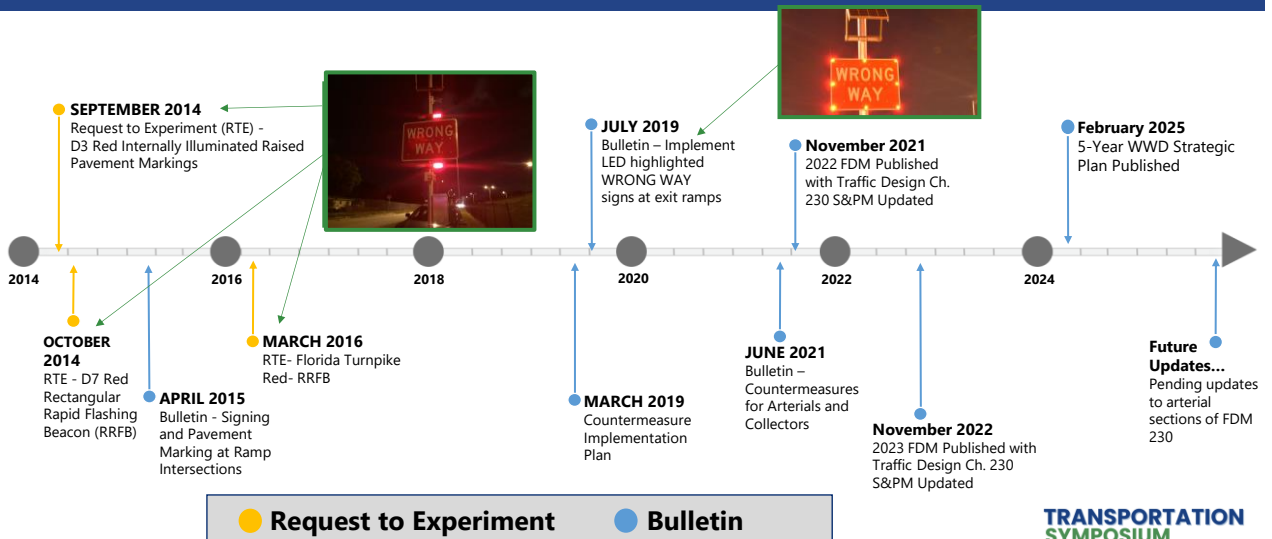 WRONG
WAY
WRONG
WAY
SEPTEMBER 2014
Request to Experiment (RTE) -
D3 Red Internally Illuminated Raised
Pavement Markings
JULY 2019
Bulletin – Implement
LED highlighted
WRONG WAY
signs at exit ramps
November 2021
2022 FDM Published
with Traffic Design Ch.
230 S&PM Updated
February 2025
5-Year WWD Strategic
Plan Published
2014
2016
2018
2020
2022
2024
OCTOBER
2014
RTE - D7 Red
Rectangular
Rapid Flashing
Beacon (RRFB)
APRIL 2015
Bulletin - Signing
and Pavement
Marking at Ramp
Intersections
MARCH 2016
RTE- Florida Turnpike
Red- RRFB
MARCH 2019
Countermeasure
Implementation
Plan
JUNE 2021
Bulletin –
Countermeasures
for Arterials and
Collectors
November 2022
2023 FDM Published with
Traffic Design Ch. 230
S&PM Updated
Future
Updates...
Pending updates
to arterial
sections of FDM
230
Request to Experiment
Bulletin
TRANSPORTATION
SYMPOSIUM